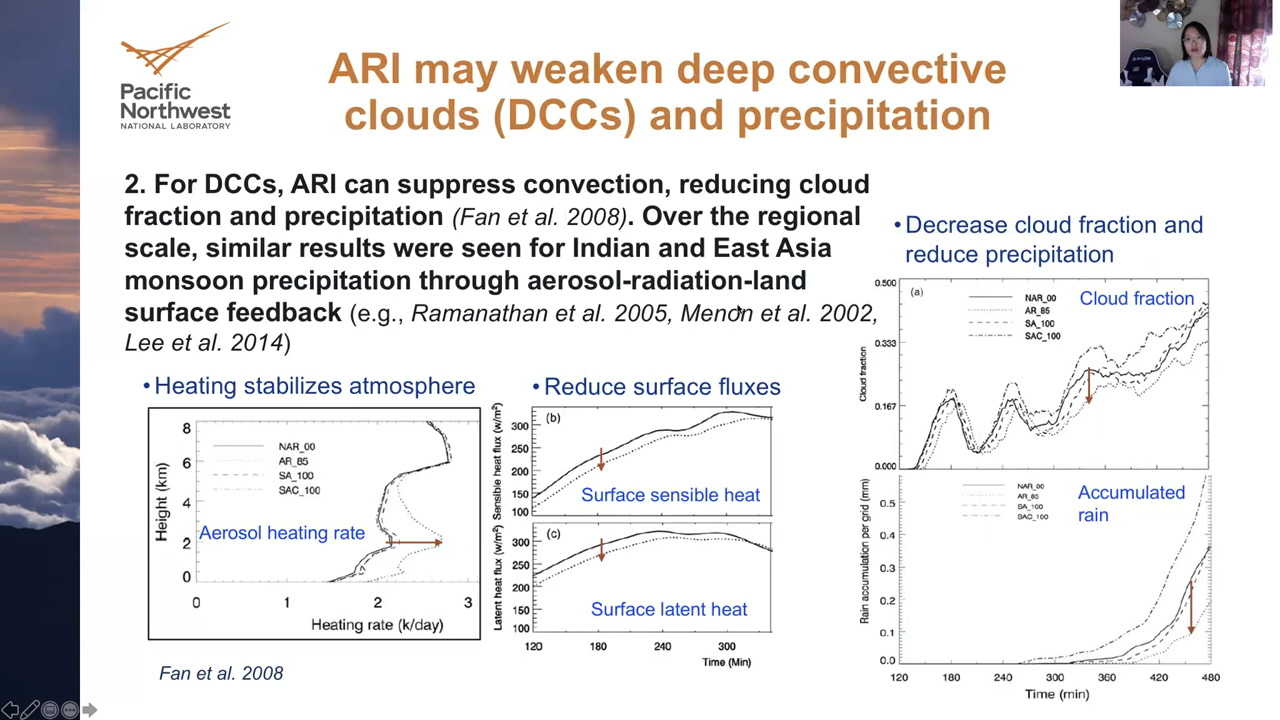 Pacific
Northwest
NATIONAL LABORATORY
ARI may weaken deep convective
clouds (DCCs) and precipitation
2. For DCCs, ARI can suppress convection, reducing cloud
fraction and precipitation (Fan et al. 2008). Over the regional
scale, similar results were seen for Indian and East Asia
monsoon precipitation through aerosol-radiation-land
surface feedback (e.g., Ramanathan et al. 2005, Menon et al. 2002,
Lee et al. 2014)
• Heating stabilizes atmosphere
8
6
4
2
0
Height (km)
NAR_00
AR_85
SA_100
SAC_100
Aerosol heating rate
0 1 2 3
Heating rate (k/day)
Fan et al. 2008
• Reduce surface fluxes
Sensible heat flux (w/m²)
300
250
200
150
100
(b)
Surface sensible heat
Latent heat flux (w/m²)
300
250
200
150
100
(c)
Surface latent heat
120 180 240 300
Time (Min)
• Decrease cloud fraction and
reduce precipitation
Cloud fraction
0.500
0.333
0.167
0.000
(a)
NAR_00
AR_85
SA_100
SAC_100
Cloud fraction
Rain accumulation per grid (mm)
0.5
0.4
0.3
0.2
0.1
0.0
NAR_00
AR_85
SA_100
SAC_100
Accumulated
rain
120 180 240 300 360 420 480
Time (min)